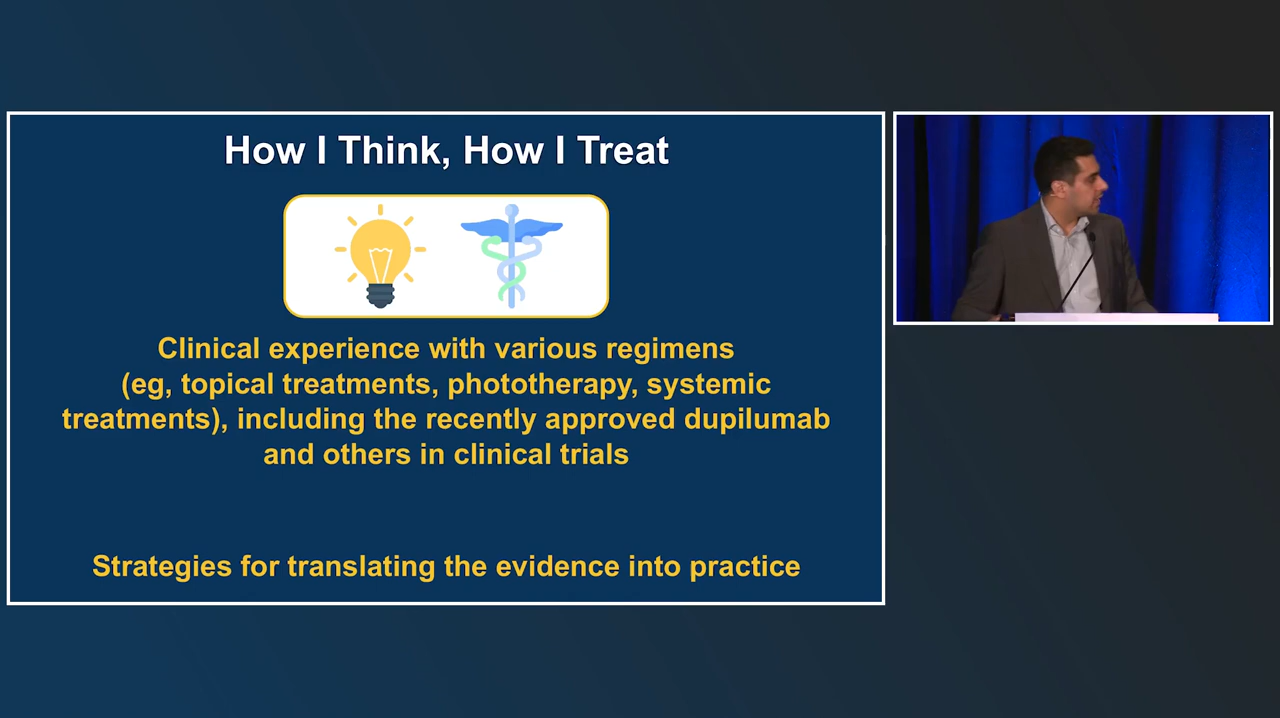 How I Think, How I Treat
Clinical experience with various regimens
(eg, topical treatments, phototherapy, systemic
treatments), including the recently approved dupilumab
and others in clinical trials
Strategies for translating the evidence into practice